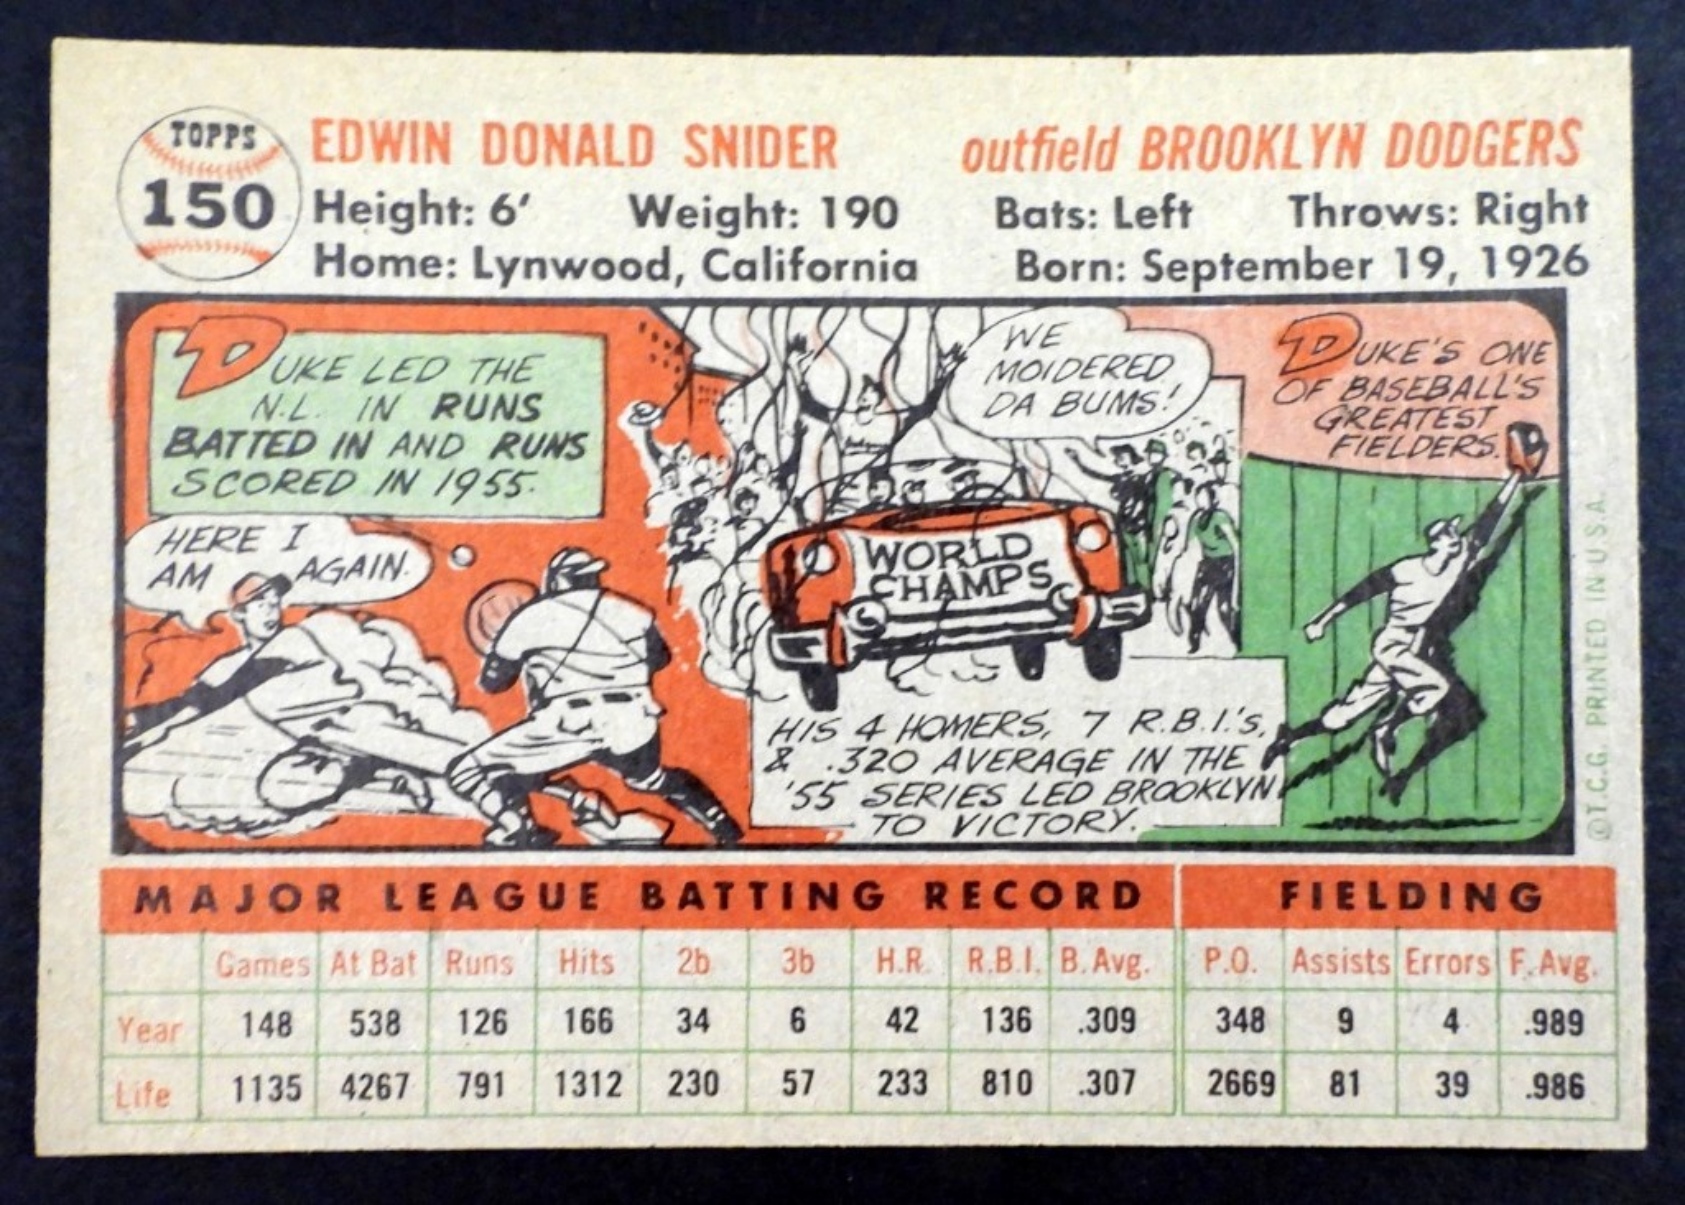 TOPPS
150
EDWIN DONALD SNIDER
outfield BROOKLYN DODGERS
Height: 6' Weight: 190 Bats: Left Throws: Right
Home: Lynwood, California Born: September 19, 1926
DUKE LED THE
N.L. IN RUNS
BATTED IN AND RUNS
SCORED IN 1955.
HERE I
AM AGAIN.
WE
MOIDERED
DA BUMS!
WORLD
CHAMPS
HIS 4 HOMERS, 7 R.B.I.'s,
& .320 AVERAGE IN THE
'55 SERIES LED BROOKLYN
TO VICTORY.
DUKE'S ONE
OF BASEBALL'S
GREATEST
FIELDERS.
©T.C.G. PRINTED IN U.S.A.
MAJOR LEAGUE BATTING RECORD FIELDING
Games At Bat Runs Hits 2b 3b H.R. R.B.I. B. Avg. P.O. Assists Errors F. Avg.
Year 148 538 126 166 34 6 42 136 .309 348 9 4 .989
Life 1135 4267 791 1312 230 57 233 810 .307 2669 81 39 .986